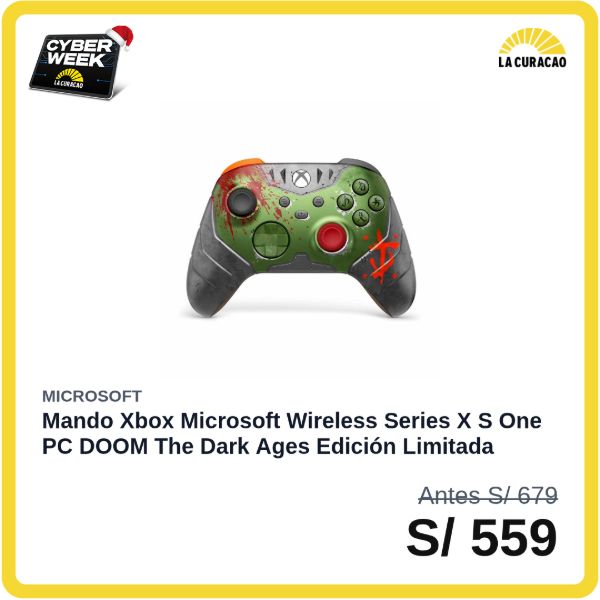 CYBER
WEEK
LA CURACAO
LA CURACAO
MICROSOFT
Mando Xbox Microsoft Wireless Series X S One
PC DOOM The Dark Ages Edición Limitada
Antes S/ 679
S/ 559